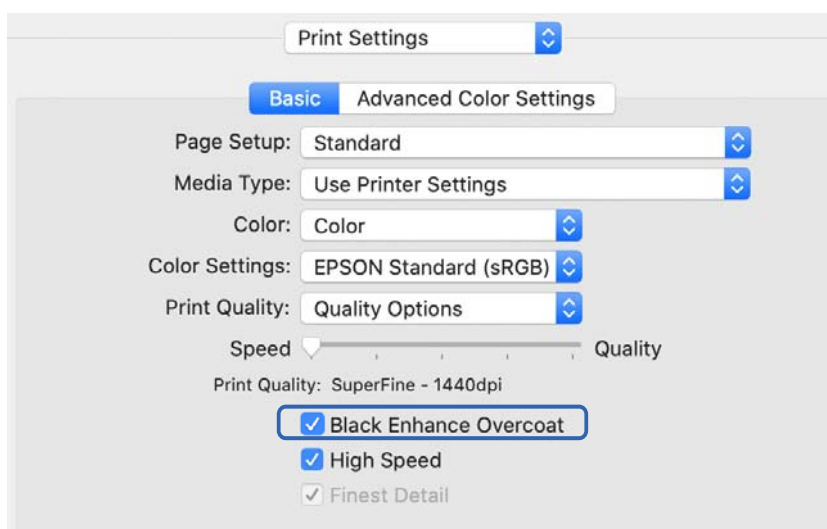 Print Settings
Basic Advanced Color Settings
Page Setup: Standard
Media Type: Use Printer Settings
Color: Color
Color Settings: EPSON Standard (sRGB)
Print Quality: Quality Options
Speed Quality
Print Quality: SuperFine - 1440dpi
Black Enhance Overcoat
High Speed
Finest Detail